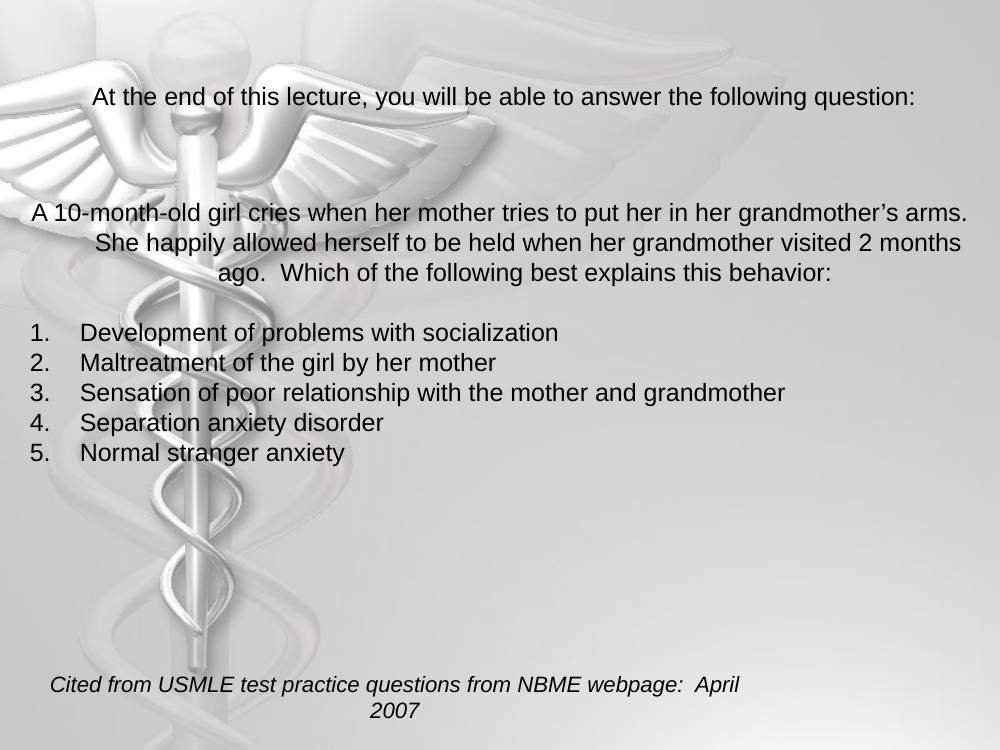 At the end of this lecture, you will be able to answer the following question:
A 10-month-old girl cries when her mother tries to put her in her grandmother’s arms.
She happily allowed herself to be held when her grandmother visited 2 months
ago.  Which of the following best explains this behavior:
1. Development of problems with socialization
2. Maltreatment of the girl by her mother
3. Sensation of poor relationship with the mother and grandmother
4. Separation anxiety disorder
5. Normal stranger anxiety
Cited from USMLE test practice questions from NBME webpage:  April
2007